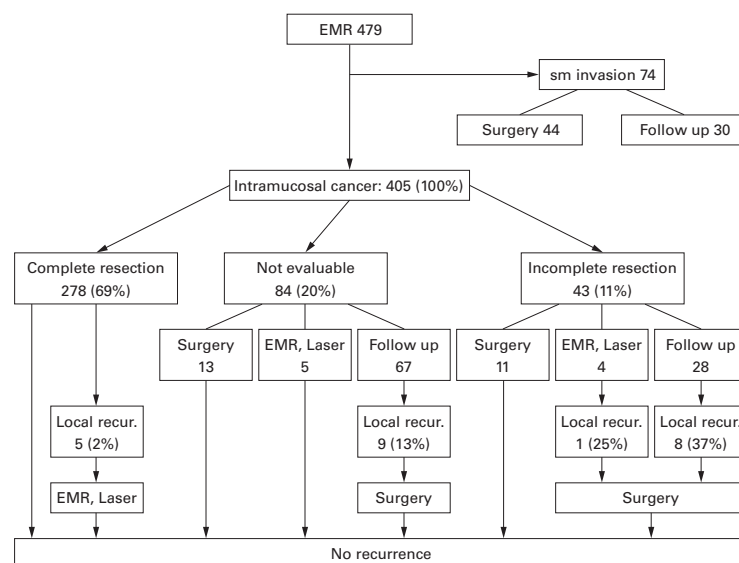 EMR 479
sm invasion 74
Surgery 44
Follow up 30
Intramucosal cancer: 405 (100%)
Complete resection
278 (69%)
Not evaluable
84 (20%)
Incomplete resection
43 (11%)
Surgery
13
EMR, Laser
5
Follow up
67
Surgery
11
EMR, Laser
4
Follow up
28
Local recur.
5 (2%)
Local recur.
9 (13%)
Local recur.
1 (25%)
Local recur.
8 (37%)
EMR, Laser
Surgery
Surgery
No recurrence